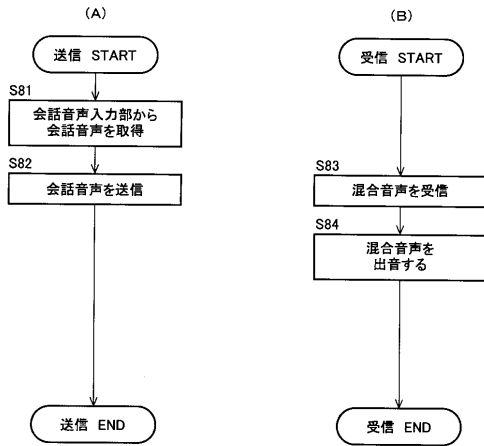 (A)
送信 START
S81
会話音声入力部から
会話音声を取得
S82
会話音声を送信
送信 END
(B)
受信 START
S83
混合音声を受信
S84
混合音声を
出音する
受信 END